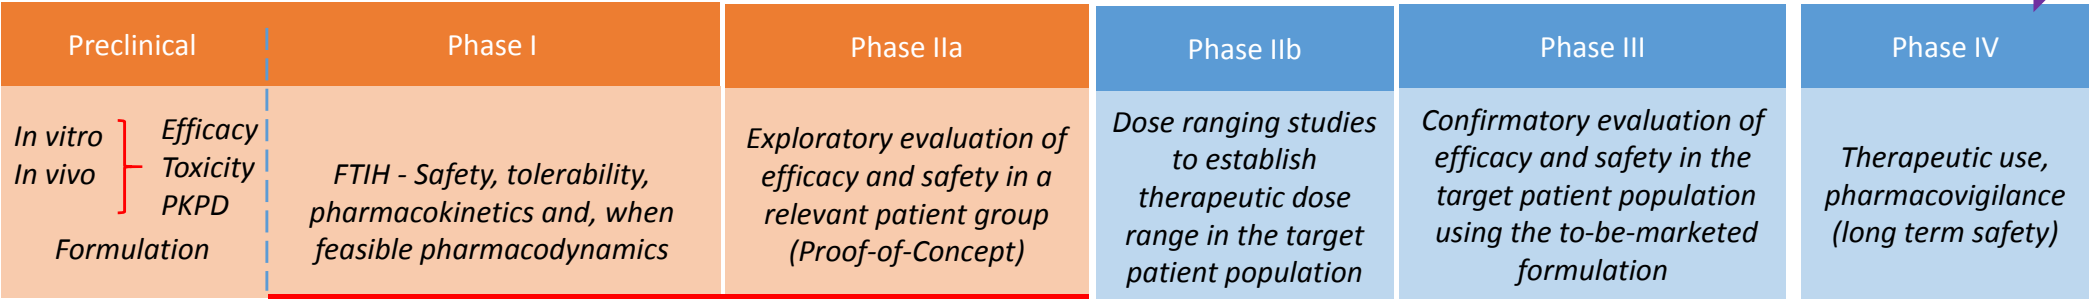 Preclinical
Phase I
Phase IIa
Phase IIb
Phase III
Phase IV
In vitro
In vivo
Efficacy
Toxicity
PKPD
Formulation
FTIH - Safety, tolerability,
pharmacokinetics and, when
feasible pharmacodynamics
Exploratory evaluation of
efficacy and safety in a
relevant patient group
(Proof-of-Concept)
Dose ranging studies
to establish
therapeutic dose
range in the target
patient population
Confirmatory evaluation of
efficacy and safety in the
target patient population
using the to-be-marketed
formulation
Therapeutic use,
pharmacovigilance
(long term safety)